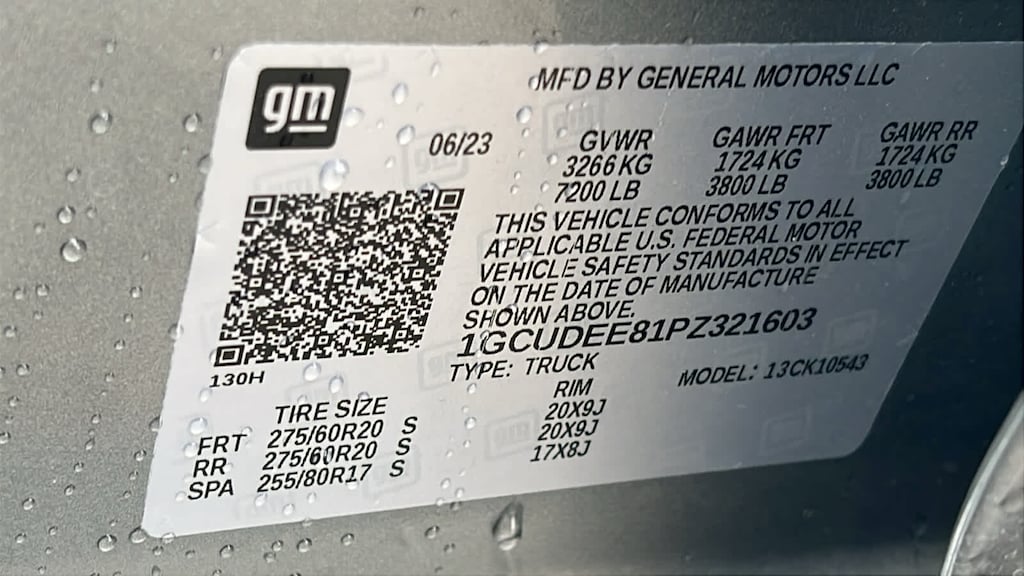 gm
MFD BY GENERAL MOTORS LLC
06/23
GVWR GAWR FRT GAWR RR
3266 KG 1724 KG 1724 KG
7200 LB 3800 LB 3800 LB
THIS VEHICLE CONFORMS TO ALL
APPLICABLE U.S. FEDERAL MOTOR
VEHICLE SAFETY STANDARDS IN EFFECT
ON THE DATE OF MANUFACTURE
SHOWN ABOVE.
1GCUDEE81PZ321603
130H
TYPE: TRUCK MODEL: 13CK10543
TIRE SIZE RIM
FRT 275/60R20 S 20X9J
RR 275/60R20 S 20X9J
SPA 255/80R17 S 17X8J